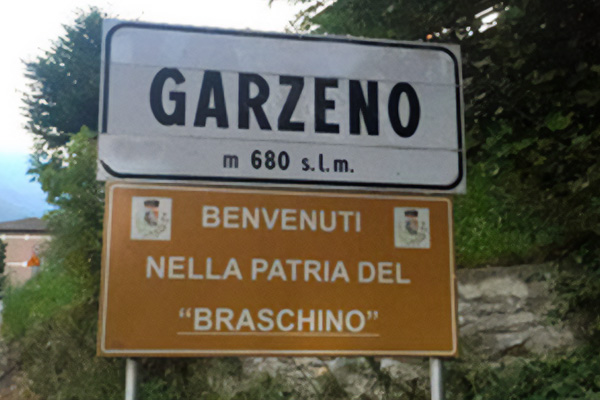 GARZENO
m 680 s.l.m.
BENVENUTI
NELLA PATRIA DEL
“BRASCHINO”